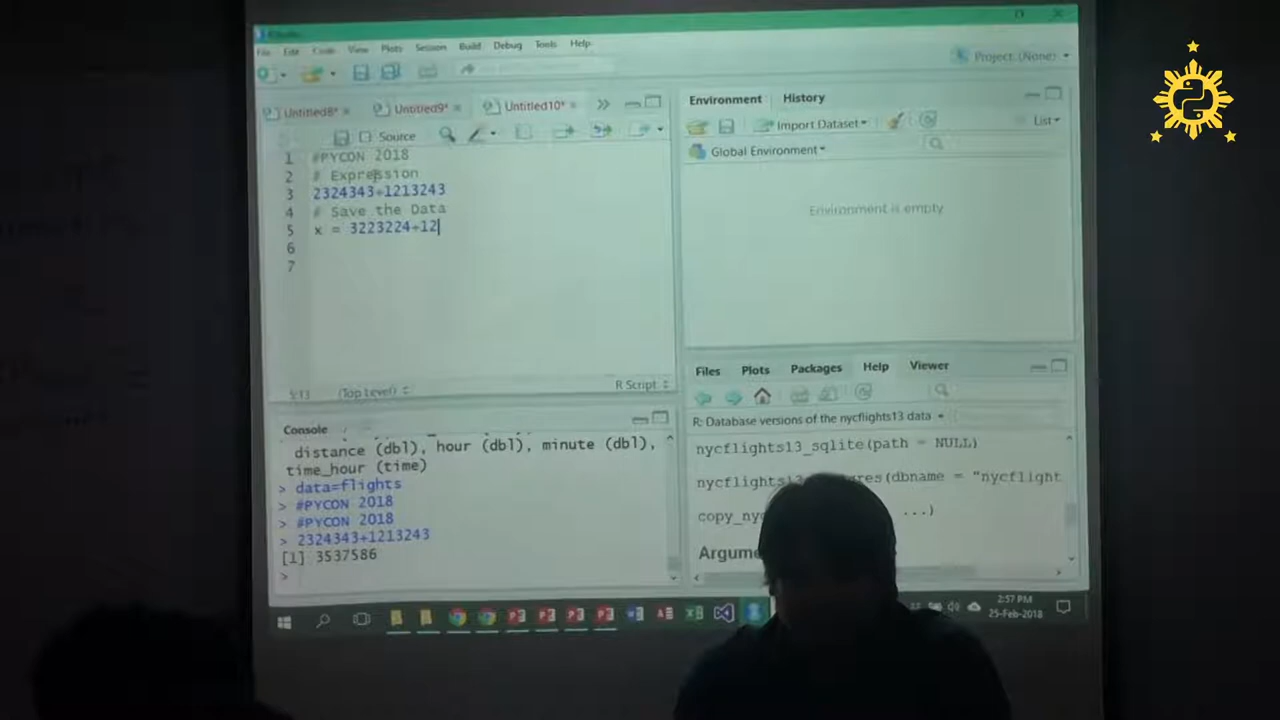 File Edit Code View Plots Session Build Debug Tools Help
Project: (None)
Untitled8* Untitled9* Untitled10*
Source
1 #PYCON 2018
2 # Expression
3 2324343+1213243
4 # Save the Data
5 x = 3223224+12
6
7
5:13 (Top Level) R Script
Console
distance (dbl), hour (dbl), minute (dbl),
time_hour (time)
> data=flights
> #PYCON 2018
> #PYCON 2018
> 2324343+1213243
[1] 3537586
>
Environment History
Import Dataset List
Global Environment
Environment is empty
Files Plots Packages Help Viewer
R: Database versions of the nycflights13 data
nycflights13_sqlite(path = NULL)
(dbname = "nycflight
...)
2:57 PM
25-Feb-2018